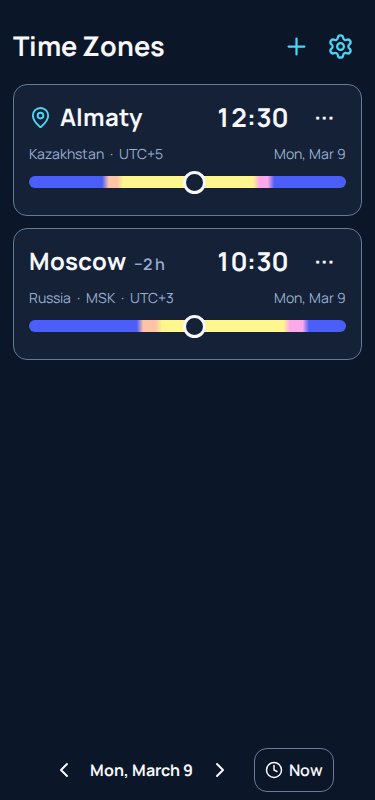 Time Zones
Almaty 12:30 ...
Kazakhstan · UTC+5 Mon, Mar 9
Moscow −2 h 10:30 ...
Russia · MSK · UTC+3 Mon, Mar 9
Mon, March 9 Now